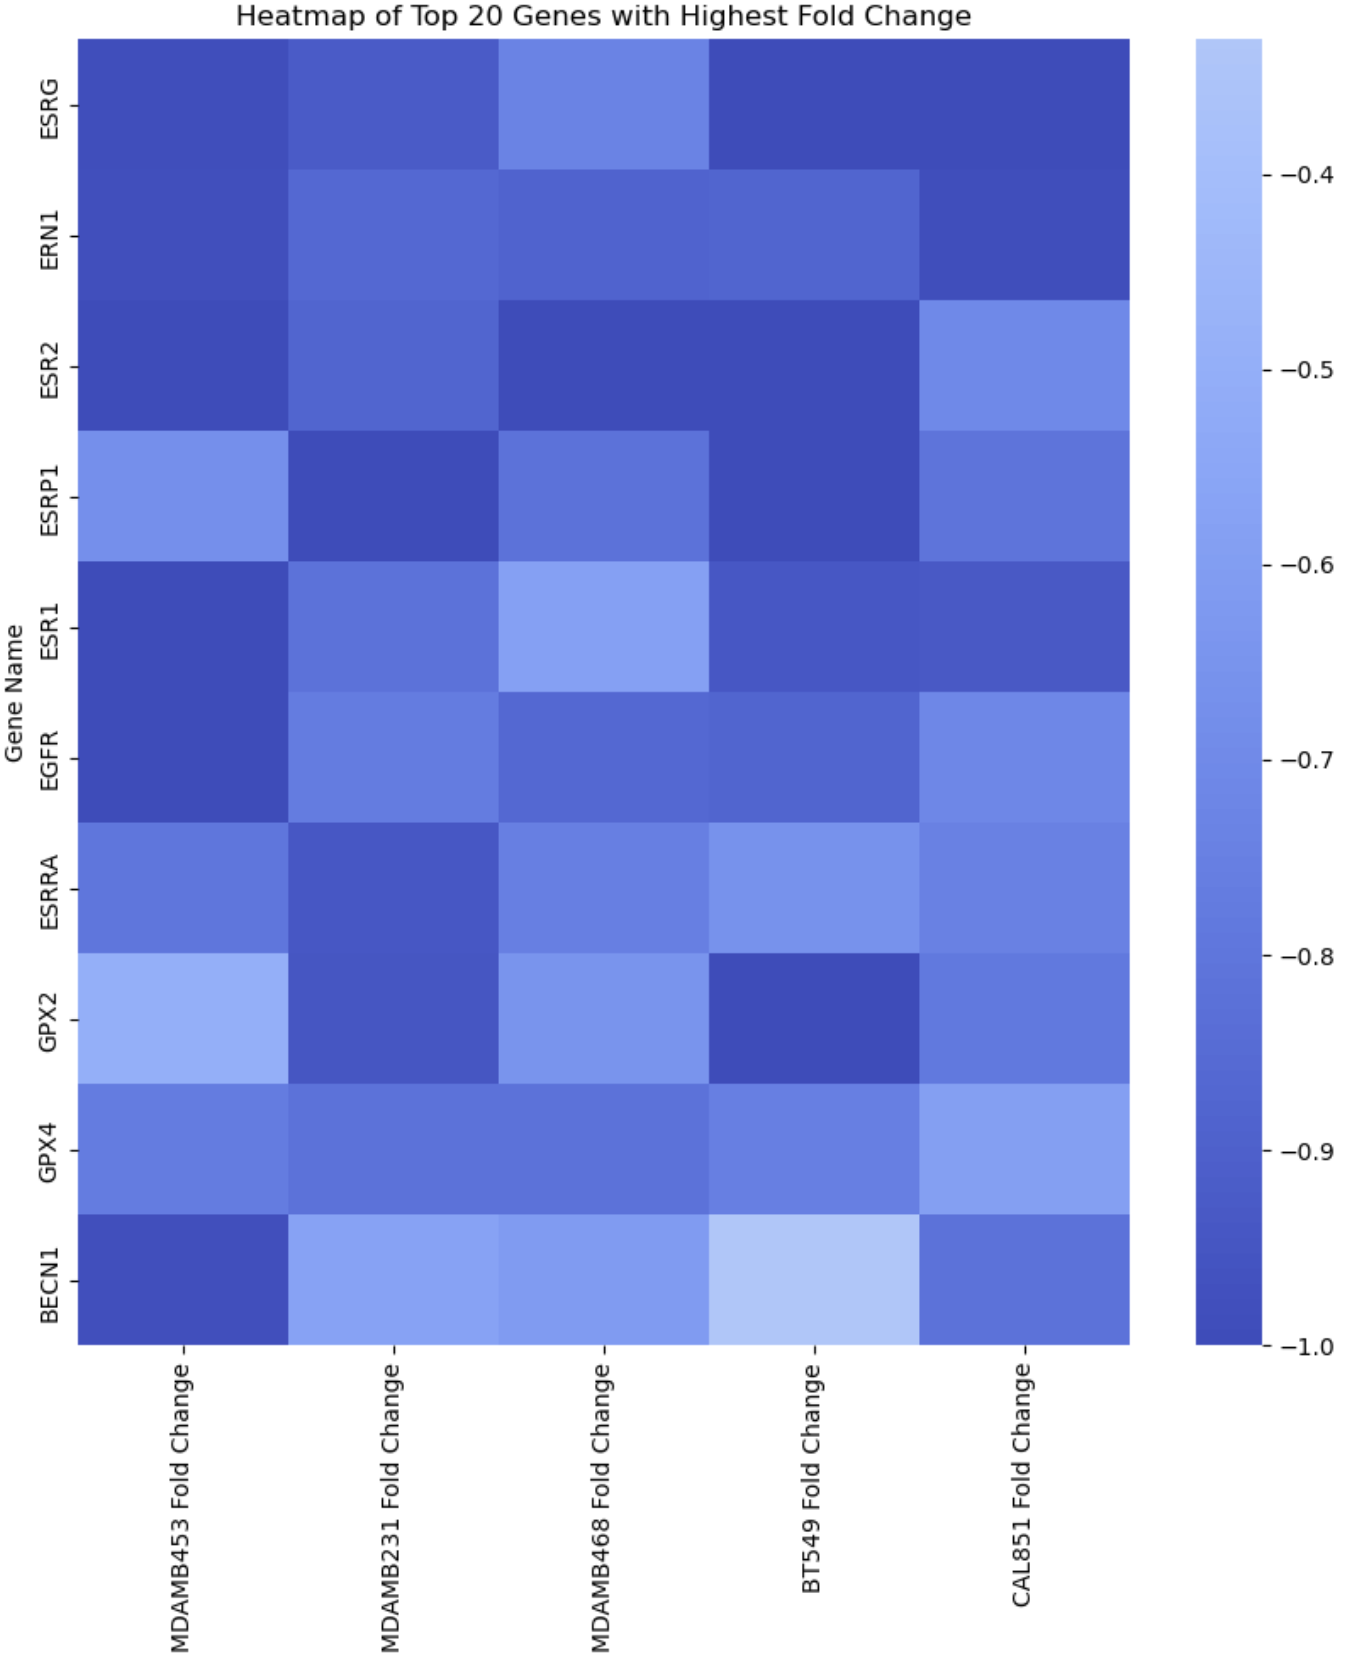 Heatmap of Top 20 Genes with Highest Fold Change
Gene Name
ESRG
ERN1
ESR2
ESRP1
ESR1
EGFR
ESRRA
GPX2
GPX4
BECN1
MDAMB453 Fold Change
MDAMB231 Fold Change
MDAMB468 Fold Change
BT549 Fold Change
CAL851 Fold Change
−0.4
−0.5
−0.6
−0.7
−0.8
−0.9
−1.0